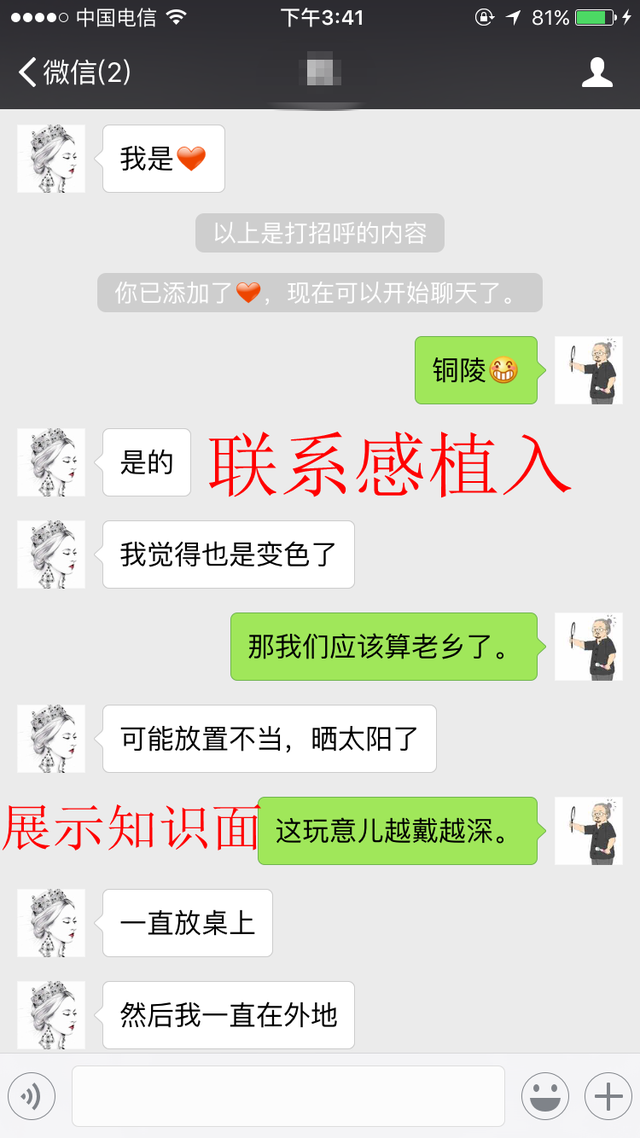 中国电信
下午3:41
81%
微信(2)
我是❤
以上是打招呼的内容
你已添加了❤，现在可以开始聊天了。
铜陵😁
是的
联系感植入
我觉得也是变色了
那我们应该算老乡了。
可能放置不当，晒太阳了
展示知识面
这玩意儿越戴越深。
一直放桌上
然后我一直在外地